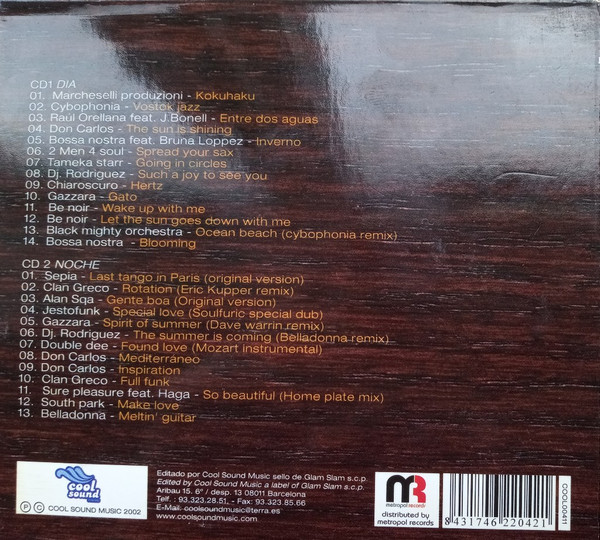 CD1 DIA
01. Marcheselli produzioni - Kokuhaku
02. Cybophonia - Vostok jazz
03. Raúl Orellana feat. J.Bonell - Entre dos aguas
04. Don Carlos - The sun is shining
05. Bossa nostra feat. Bruna Loppez - Inverno
06. 2 Men 4 soul - Spread your sax
07. Tameka starr - Going in circles
08. Dj. Rodriguez - Such a joy to see you
09. Chiaroscuro - Hertz
10. Gazzara - Gato
11. Be noir - Wake up with me
12. Be noir - Let the sun goes down with me
13. Black mighty orchestra - Ocean beach (cybophonia remix)
14. Bossa nostra - Blooming
CD 2 NOCHE
01. Sepia - Last tango in Paris (original version)
02. Clan Greco - Rotation (Eric Kupper remix)
03. Alan Sqa - Gente boa (Original version)
04. Jestofunk - Special love (Soulfuric special dub)
05. Gazzara - Spirit of summer (Dave warrin remix)
06. Dj. Rodriguez - The summer is coming (Belladonna remix)
07. Double dee - Found love (Mozart instrumental)
08. Don Carlos - Mediterráneo
09. Don Carlos - Inspiration
10. Clan Greco - Full funk
11. Sure pleasure feat. Haga - So beautiful (Home plate mix)
12. South park - Make love
13. Belladonna - Meltin' guitar
cool
sound
P C COOL SOUND MUSIC 2002
Editado por Cool Sound Music sello de Glam Slam s.c.p.
Edited by Cool Sound Music a label of Glam Slam s.c.p.
Aribau 15. 6º / desp. 13 08011 Barcelona
Telf. : 93.323.28.51, - Fax: 93.323.85.66
E-Mail: coolsound@terra.es
www.coolsoundmusic.com
MR
metropol records
distributed by
metropol records
8 431746 220421
COOL00411